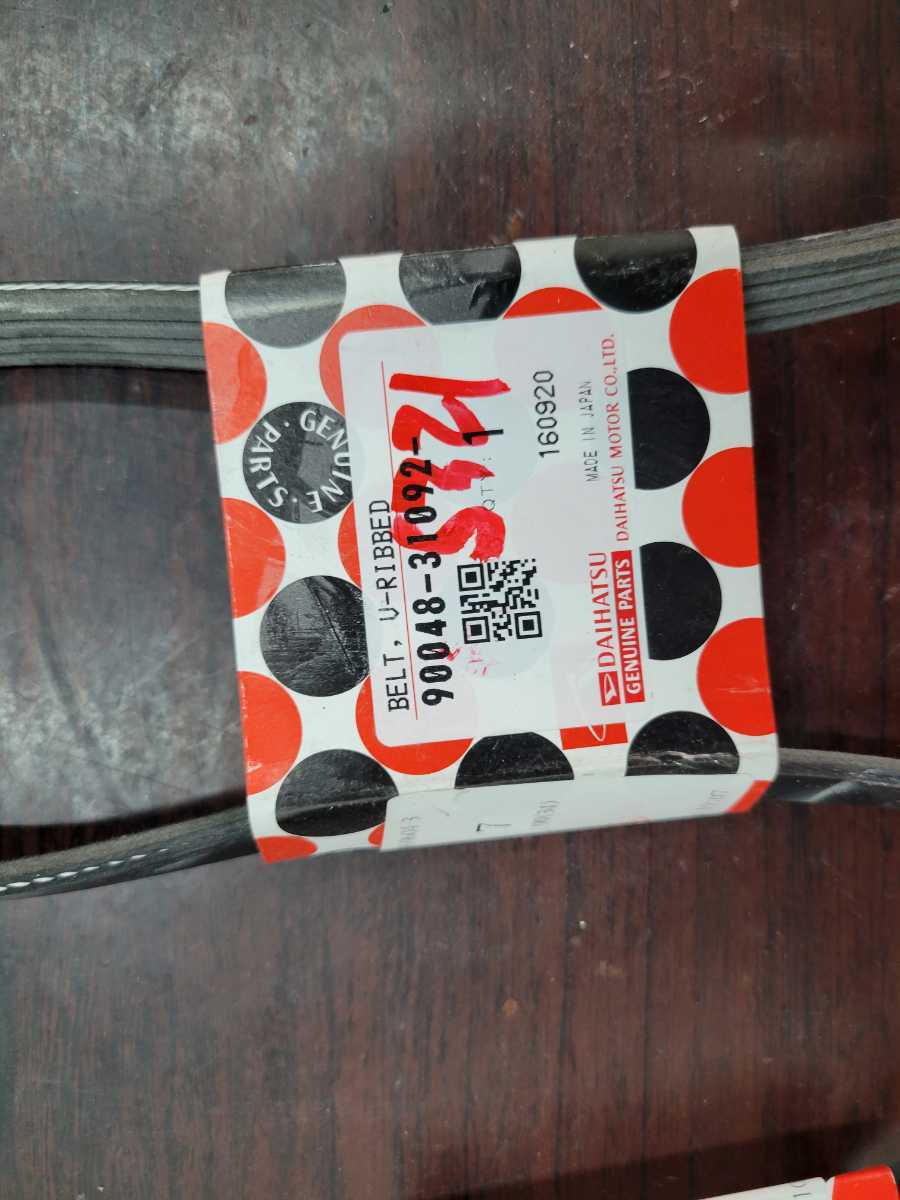 GENUINE
·PARTS·
BELT, V-RIBBED
90048-31092-
QTY: 1
160920
MADE IN JAPAN
DAIHATSU
GENUINE PARTS
DAIHATSU MOTOR CO.,LTD.
7